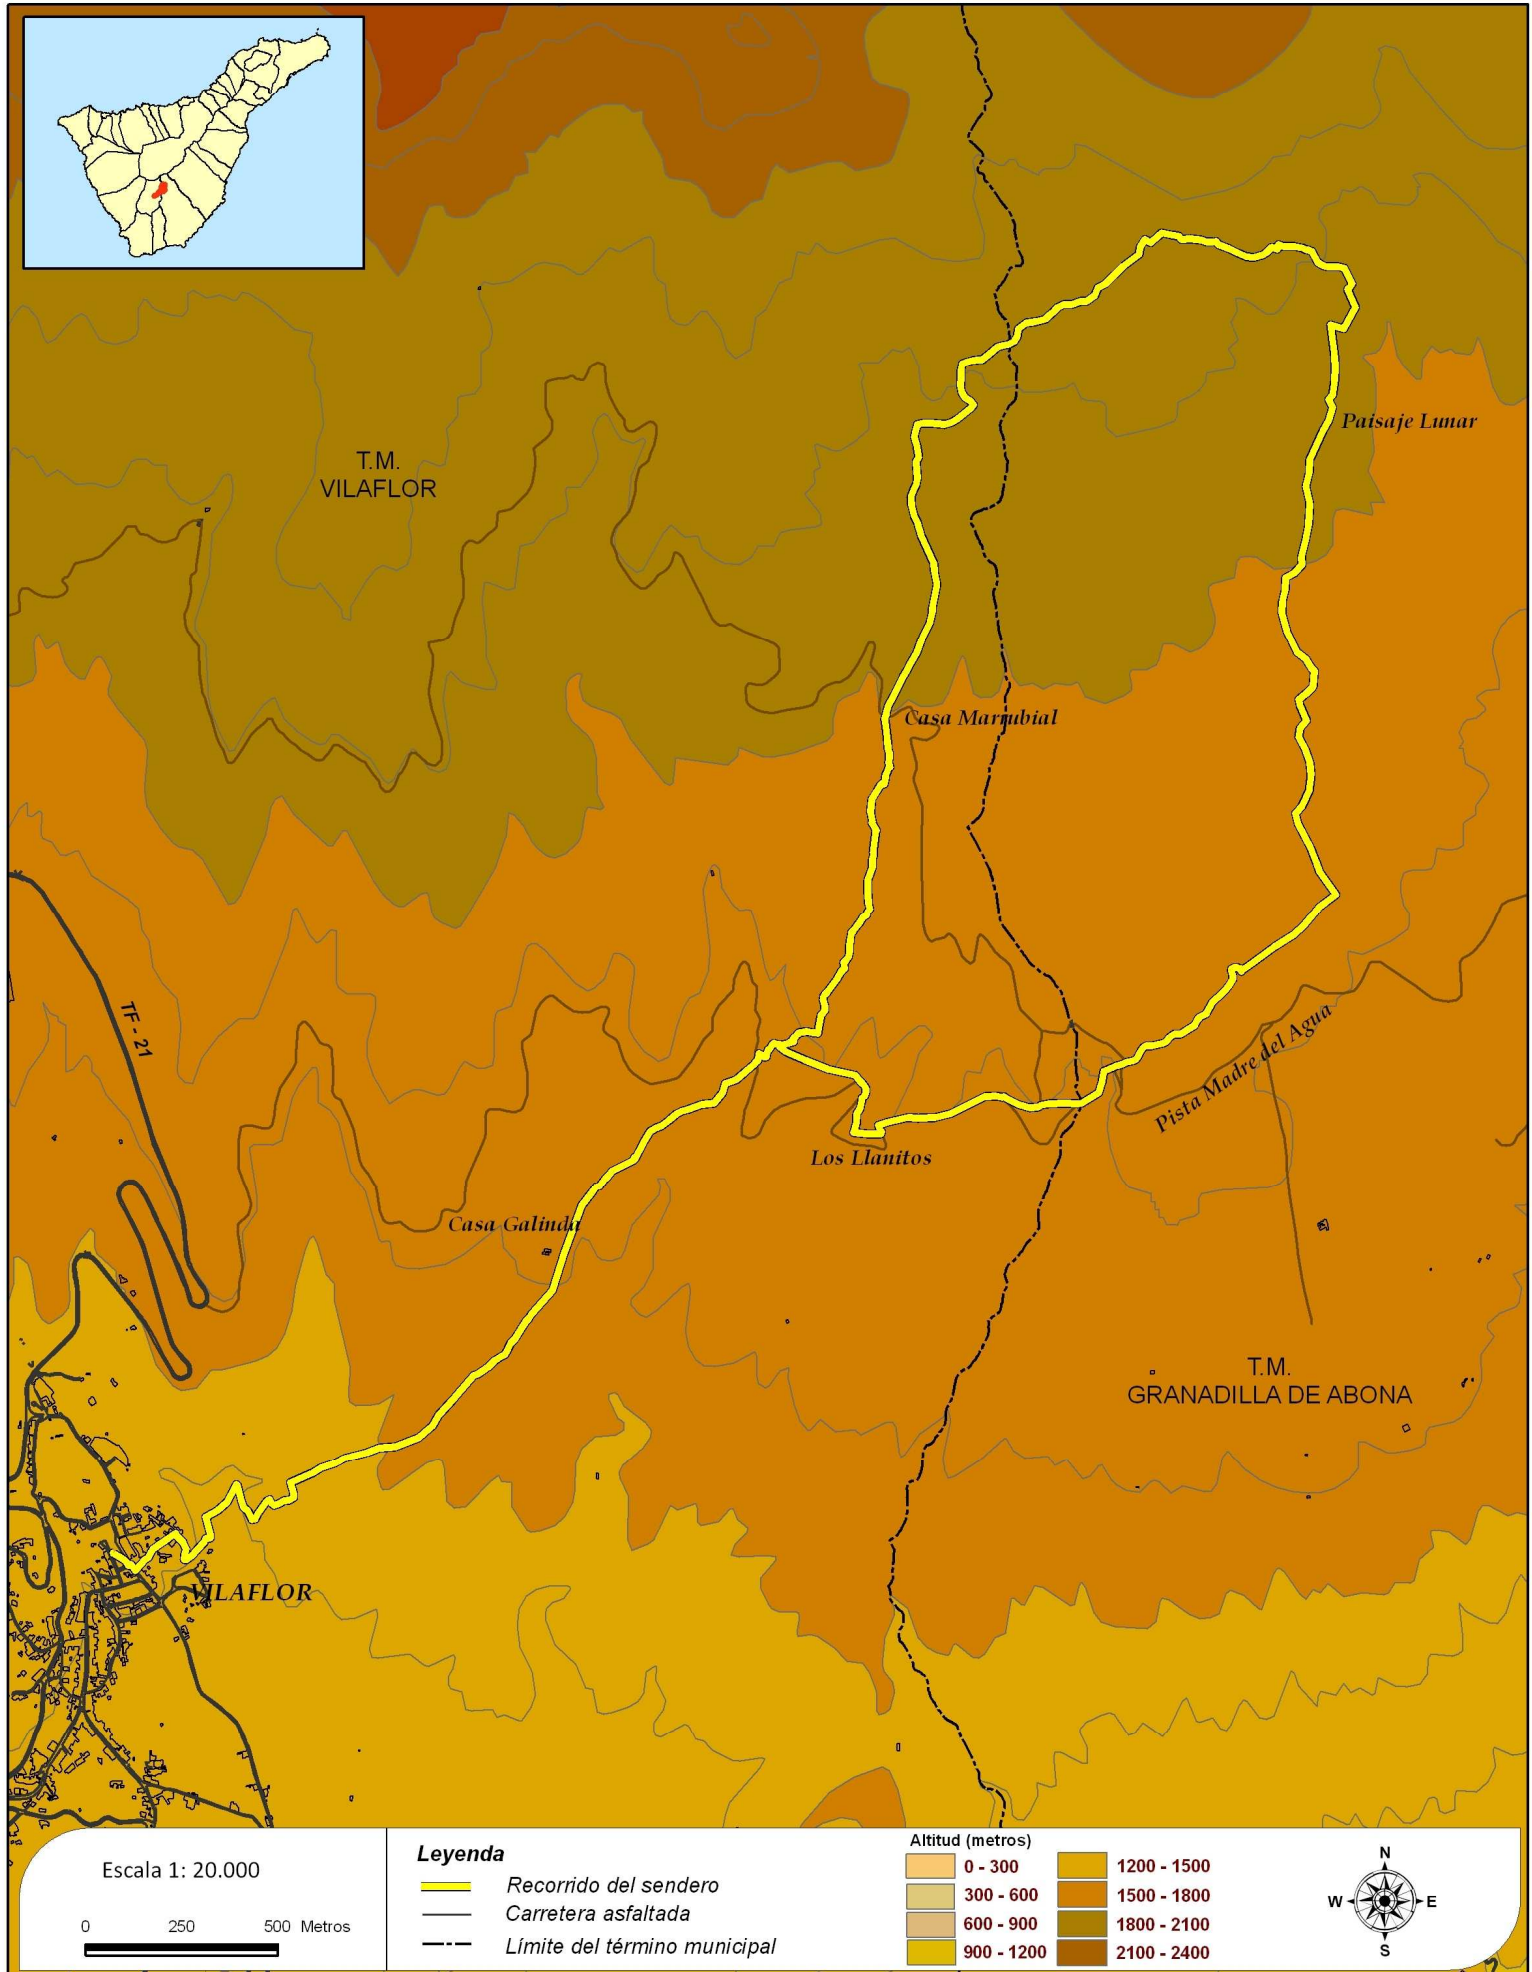 T.M.
VILAFLOR
Paisaje Lunar
Casa Marrubial
TF - 21
Pista Madre del Agua
Los Llanitos
Casa Galinda
T.M.
GRANADILLA DE ABONA
VILAFLOR
Escala 1: 20.000
0 250 500 Metros
Leyenda
Recorrido del sendero
Carretera asfaltada
Límite del término municipal
Altitud (metros)
0 - 300
300 - 600
600 - 900
900 - 1200
1200 - 1500
1500 - 1800
1800 - 2100
2100 - 2400
N
W E
S